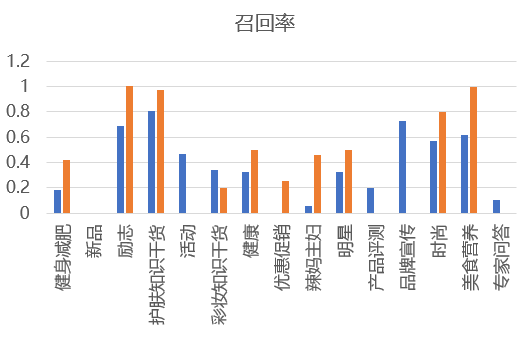 召回率
1.2
1
0.8
0.6
0.4
0.2
0
健身减肥
新品
励志
护肤知识干货
活动
彩妆知识干货
健康
优惠促销
辣妈主妇
明星
产品评测
品牌宣传
时尚
美食营养
专家问答